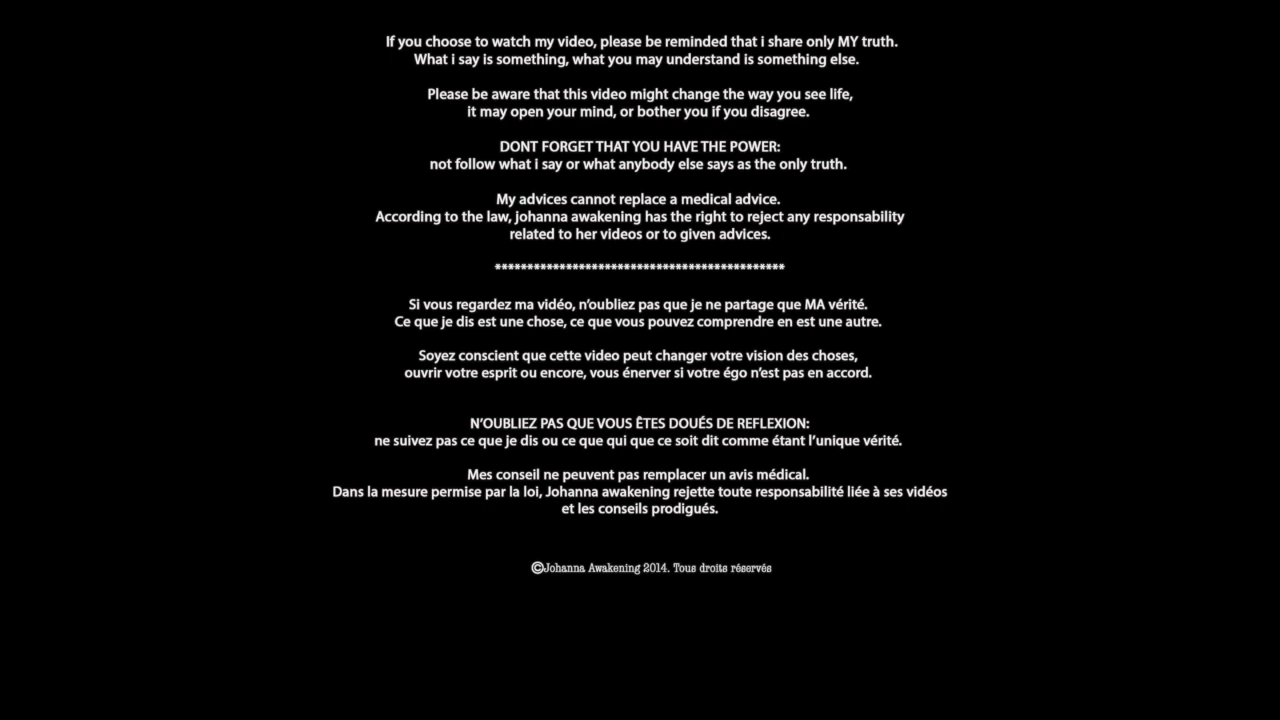 If you choose to watch my video, please be reminded that i share only MY truth.
What i say is something, what you may understand is something else.
Please be aware that this video might change the way you see life,
it may open your mind, or bother you if you disagree.
DONT FORGET THAT YOU HAVE THE POWER:
not follow what i say or what anybody else says as the only truth.
My advices cannot replace a medical advice.
According to the law, johanna awakening has the right to reject any responsability
related to her videos or to given advices.
*********************************************
Si vous regardez ma vidéo, n’oubliez pas que je ne partage que MA vérité.
Ce que je dis est une chose, ce que vous pouvez comprendre en est une autre.
Soyez conscient que cette video peut changer votre vision des choses,
ouvrir votre esprit ou encore, vous énerver si votre égo n’est pas en accord.
N’OUBLIEZ PAS QUE VOUS ÊTES DOUÉS DE REFLEXION:
ne suivez pas ce que je dis ou ce que qui que ce soit dit comme étant l’unique vérité.
Mes conseil ne peuvent pas remplacer un avis médical.
Dans la mesure permise par la loi, Johanna awakening rejette toute responsabilité liée à ses vidéos
et les conseils prodigués.
©Johanna Awakening 2014. Tous droits réservés